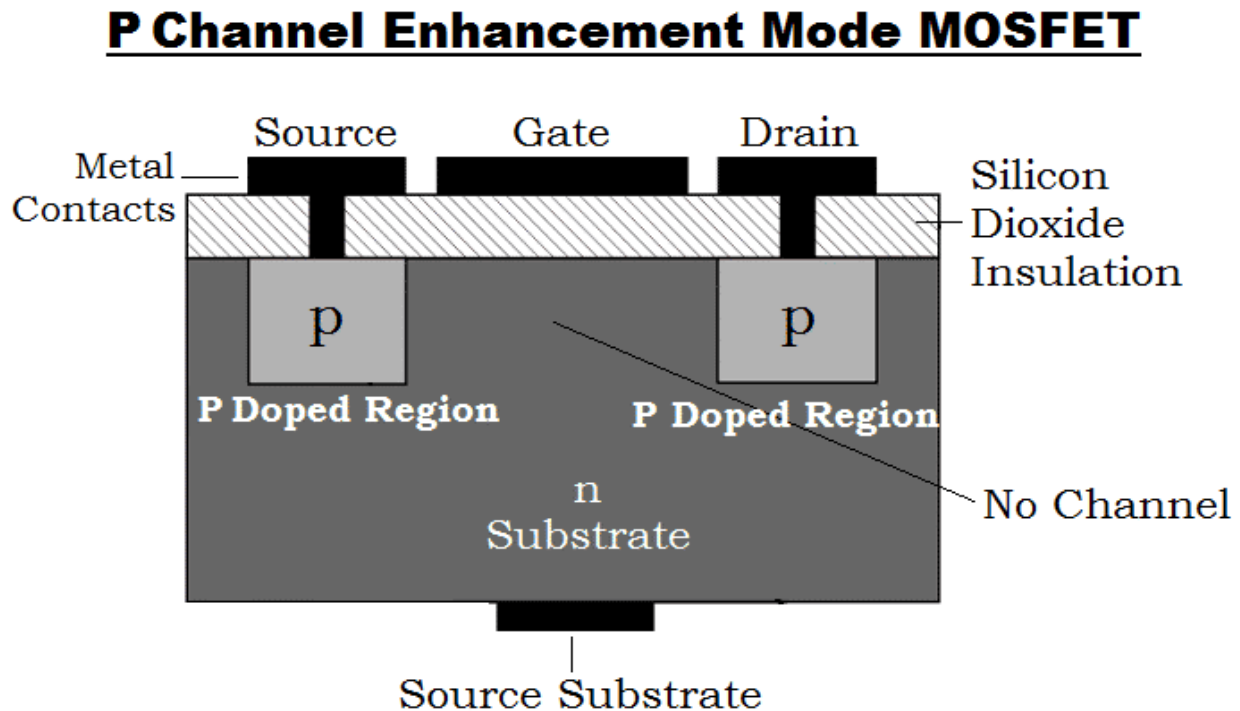 P Channel Enhancement Mode MOSFET
Source
Gate
Drain
Metal
Contacts
Silicon
Dioxide
Insulation
p
p
P Doped Region
P Doped Region
n
Substrate
No Channel
Source Substrate